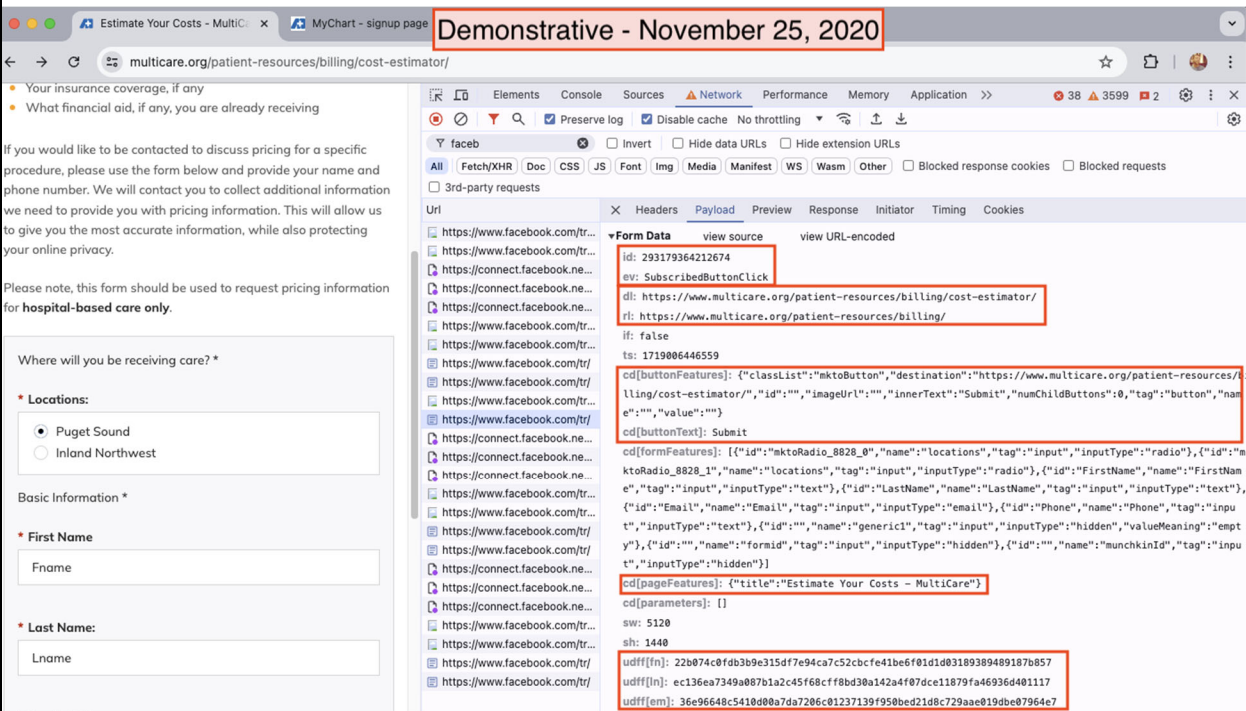 Estimate Your Costs - MultiCa
MyChart - signup page
Demonstrative - November 25, 2020
multicare.org/patient-resources/billing/cost-estimator/
Your insurance coverage, if any
What financial aid, if any, you are already receiving
If you would like to be contacted to discuss pricing for a specific
procedure, please use the form below and provide your name and
phone number. We will contact you to collect additional information
we need to provide you with pricing information. This will allow us
to give you the most accurate information, while also protecting
your online privacy.
Please note, this form should be used to request pricing information
for hospital-based care only.
Where will you be receiving care? *
* Locations:
Puget Sound
Inland Northwest
Basic Information *
* First Name
Fname
* Last Name:
Lname
Elements Console Sources Network Performance Memory Application 38 3599 2
Preserve log Disable cache No throttling
faceb Invert Hide data URLs Hide extension URLs
All Fetch/XHR Doc CSS JS Font Img Media Manifest WS Wasm Other Blocked response cookies Blocked requests
3rd-party requests
Url
https://www.facebook.com/tr...
https://www.facebook.com/tr...
https://connect.facebook.ne...
https://connect.facebook.ne...
https://connect.facebook.ne...
https://www.facebook.com/tr...
https://www.facebook.com/tr...
https://www.facebook.com/tr/
https://www.facebook.com/tr/
https://www.facebook.com/tr...
https://www.facebook.com/tr/
https://connect.facebook.ne...
https://connect.facebook.ne...
https://connect.facebook.ne...
https://www.facebook.com/tr...
https://www.facebook.com/tr...
https://www.facebook.com/tr/
https://www.facebook.com/tr/
https://connect.facebook.ne...
https://connect.facebook.ne...
https://connect.facebook.ne...
https://www.facebook.com/tr...
https://www.facebook.com/tr/
https://www.facebook.com/tr/
Headers Payload Preview Response Initiator Timing Cookies
Form Data view source view URL-encoded
id: 293179364212674
ev: SubscribedButtonClick
dl: https://www.multicare.org/patient-resources/billing/cost-estimator/
rl: https://www.multicare.org/patient-resources/billing/
if: false
ts: 1719006446559
cd[buttonFeatures]: {"classList":"mktoButton","destination":"https://www.multicare.org/patient-resources/b
lling/cost-estimator/","id":"","imageUrl":"","innerText":"Submit","numChildButtons":0,"tag":"button","nam
e":"","value":""}
cd[buttonText]: Submit
cd[formFeatures]: [{"id":"mktoRadio_8828_0","name":"locations","tag":"input","inputType":"radio"},{"id":"m
ktoRadio_8828_1","name":"locations","tag":"input","inputType":"radio"},{"id":"FirstName","name":"FirstNam
e","tag":"input","inputType":"text"},{"id":"LastName","name":"LastName","tag":"input","inputType":"text"},
{"id":"Email","name":"Email","tag":"input","inputType":"email"},{"id":"Phone","name":"Phone","tag":"inpu
t","inputType":"text"},{"id":"","name":"generic1","tag":"input","inputType":"hidden","valueMeaning":"empt
y"},{"id":"","name":"formid","tag":"input","inputType":"hidden"},{"id":"","name":"munchkinId","tag":"inpu
t","inputType":"hidden"}]
cd[pageFeatures]: {"title":"Estimate Your Costs - MultiCare"}
cd[parameters]: []
sw: 5120
sh: 1440
udff[fn]: 22b074c0fdb3b9e315df7e94ca7c52cbcfe41be6f01d1d03189389489187b857
udff[ln]: ec136ea7349a087b1a2c45f68cff8bd30a142a4f07dce11879fa46936d401117
udff[em]: 36e96648c5410d00a7da7206c01237139f950bed21d8c729aae019dbe07964e7